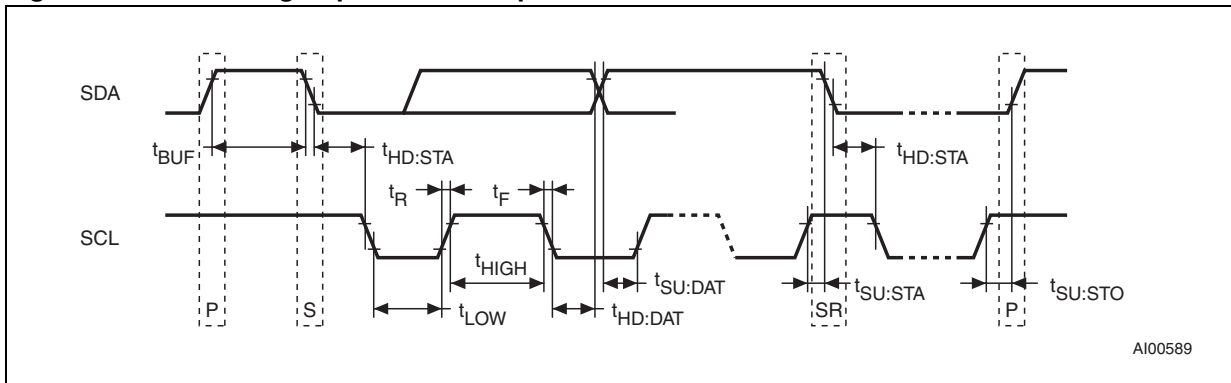 SDA
tBUF
tHD:STA
tHD:STA
tR
tF
SCL
tHIGH
tSU:DAT
tSU:STA
tSU:STO
P
S
tLOW
tHD:DAT
SR
P
AI00589